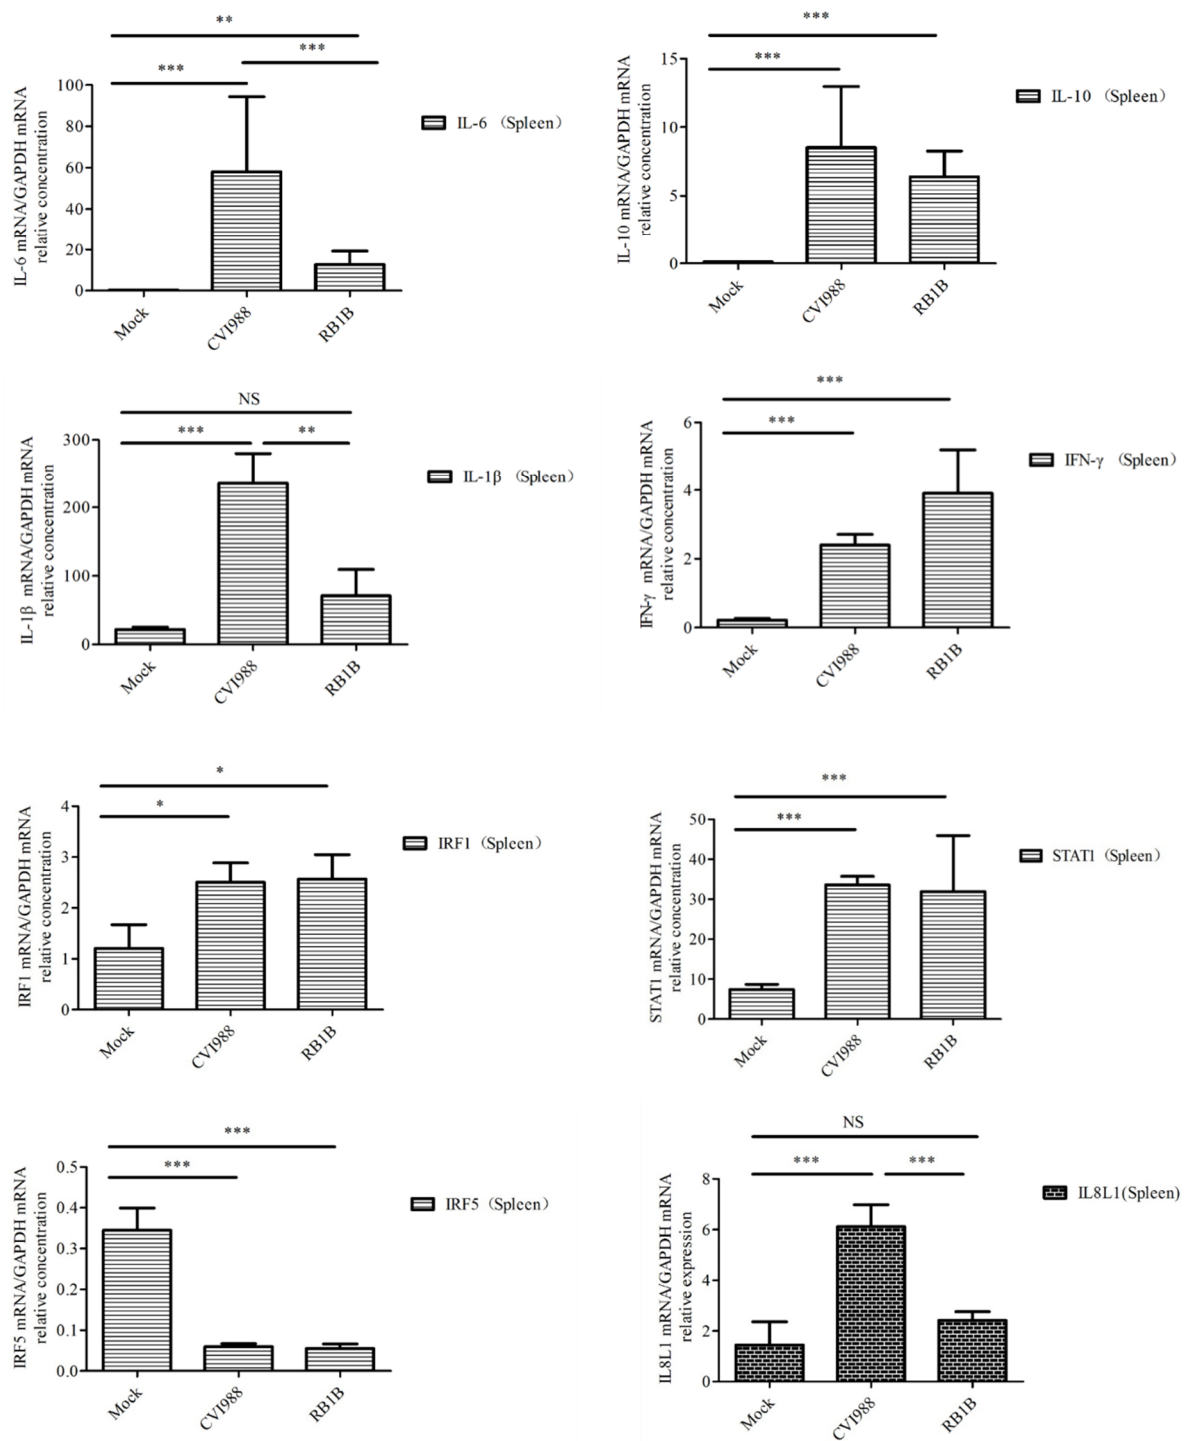 **
***
***
IL-6 mRNA/GAPDH mRNA
relative concentration
100
80
60
40
20
0
Mock
CVI988
RB1B
IL-6 （Spleen）
***
***
IL-10 mRNA/GAPDH mRNA
relative concentration
15
10
5
0
Mock
CVI988
RB1B
IL-10 （Spleen）
NS
***
**
IL-1β mRNA/GAPDH mRNA
relative concentration
300
200
100
0
Mock
CVI988
RB1B
IL-1β （Spleen）
***
***
IFN-γ mRNA/GAPDH mRNA
relative concentration
6
4
2
0
Mock
CVI988
RB1B
IFN-γ （Spleen）
*
*
IRF1 mRNA/GAPDH mRNA
relative concentration
4
3
2
1
0
Mock
CVI988
RB1B
IRF1（Spleen）
***
***
STAT1 mRNA/GAPDH mRNA
relative concentration
50
40
30
20
10
0
Mock
CVI988
RB1B
STAT1（Spleen）
***
***
IRF5 mRNA/GAPDH mRNA
relative concentration
0.5
0.4
0.3
0.2
0.1
0.0
Mock
CVI988
RB1B
IRF5（Spleen）
NS
***
***
IL8L1 mRNA/GAPDH mRNA
relative expression
8
6
4
2
0
Mock
CVI988
RB1B
IL8L1(Spleen)